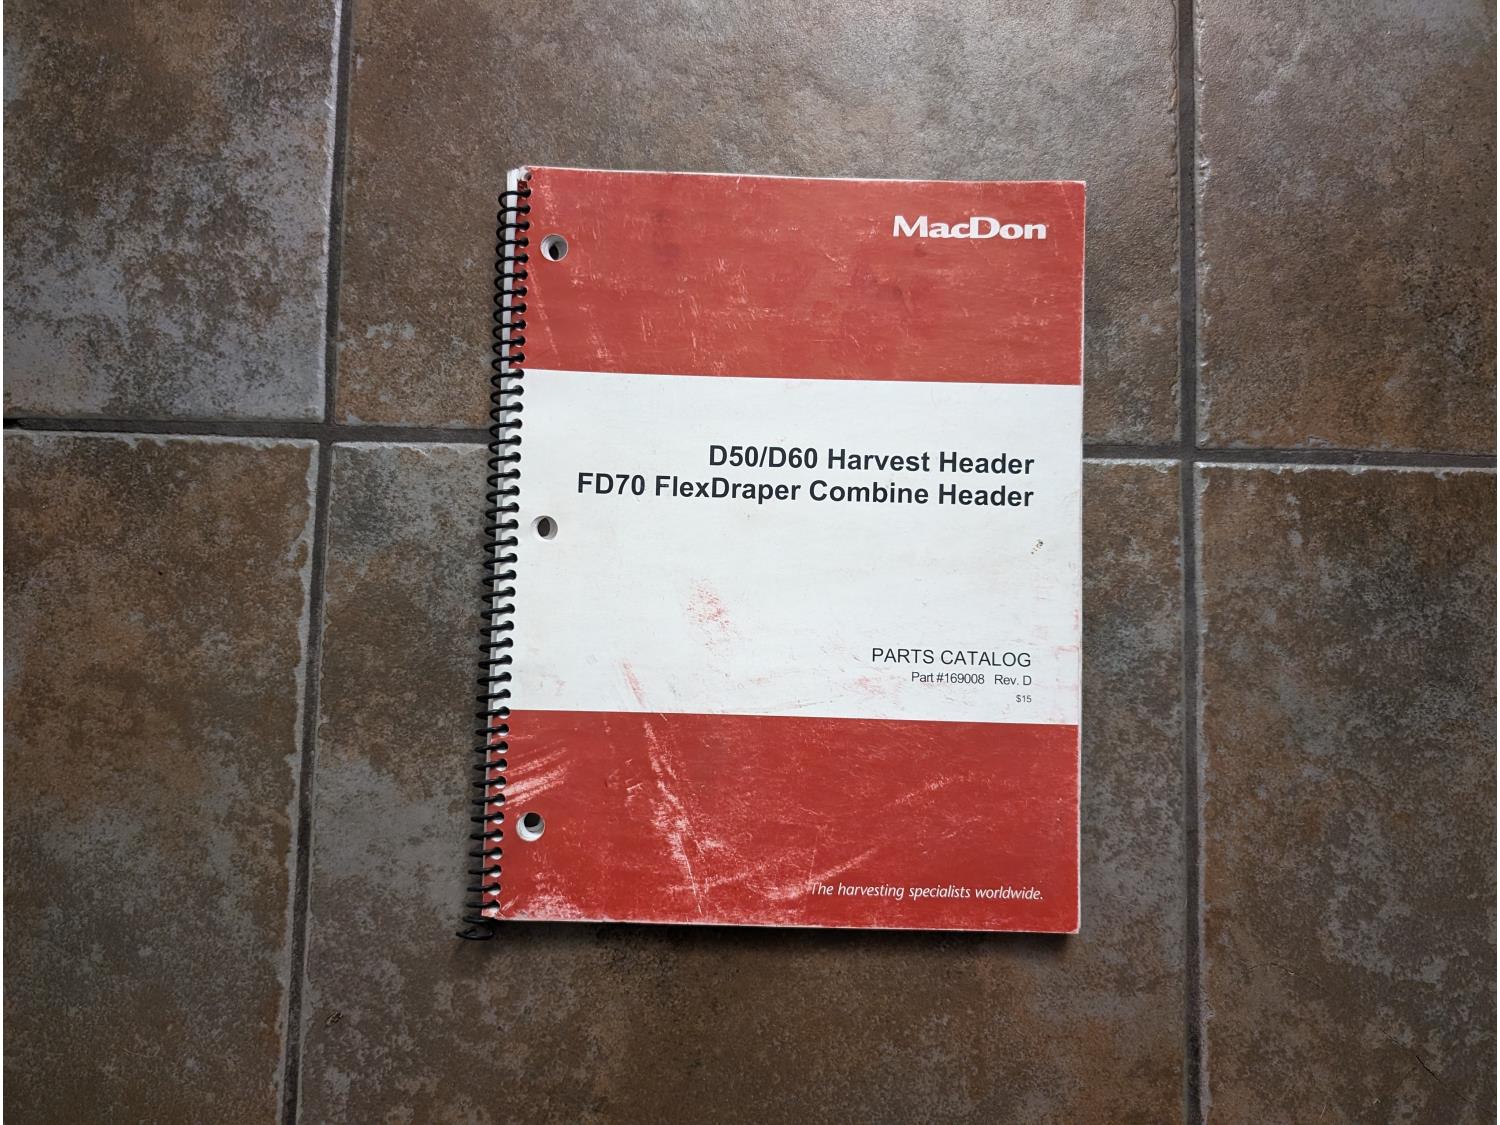 MacDon
D50/D60 Harvest Header
FD70 FlexDraper Combine Header
PARTS CATALOG
Part #169008 Rev. D
$15
The harvesting specialists worldwide.